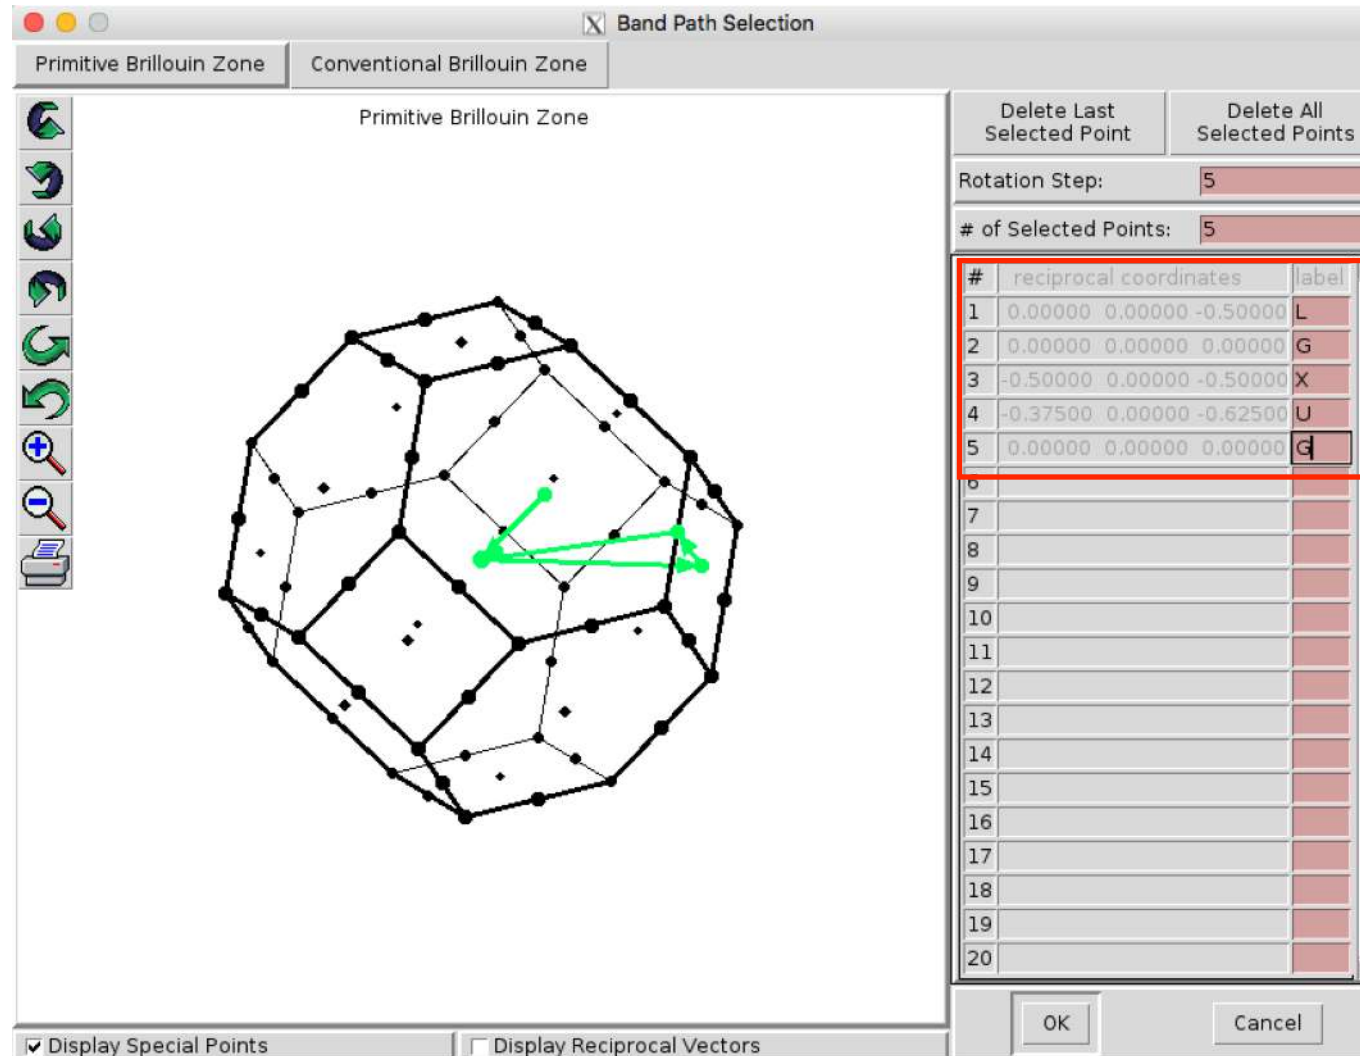 Band Path Selection
Primitive Brillouin Zone
Conventional Brillouin Zone
Primitive Brillouin Zone
Delete Last
Selected Point
Delete All
Selected Points
Rotation Step: 5
# of Selected Points: 5
# reciprocal coordinates label
1 0.00000 0.00000 -0.50000 L
2 0.00000 0.00000 0.00000 G
3 -0.50000 0.00000 -0.50000 X
4 -0.37500 0.00000 -0.62500 U
5 0.00000 0.00000 0.00000 G
6
7
8
9
10
11
12
13
14
15
16
17
18
19
20
OK Cancel
Display Special Points
Display Reciprocal Vectors